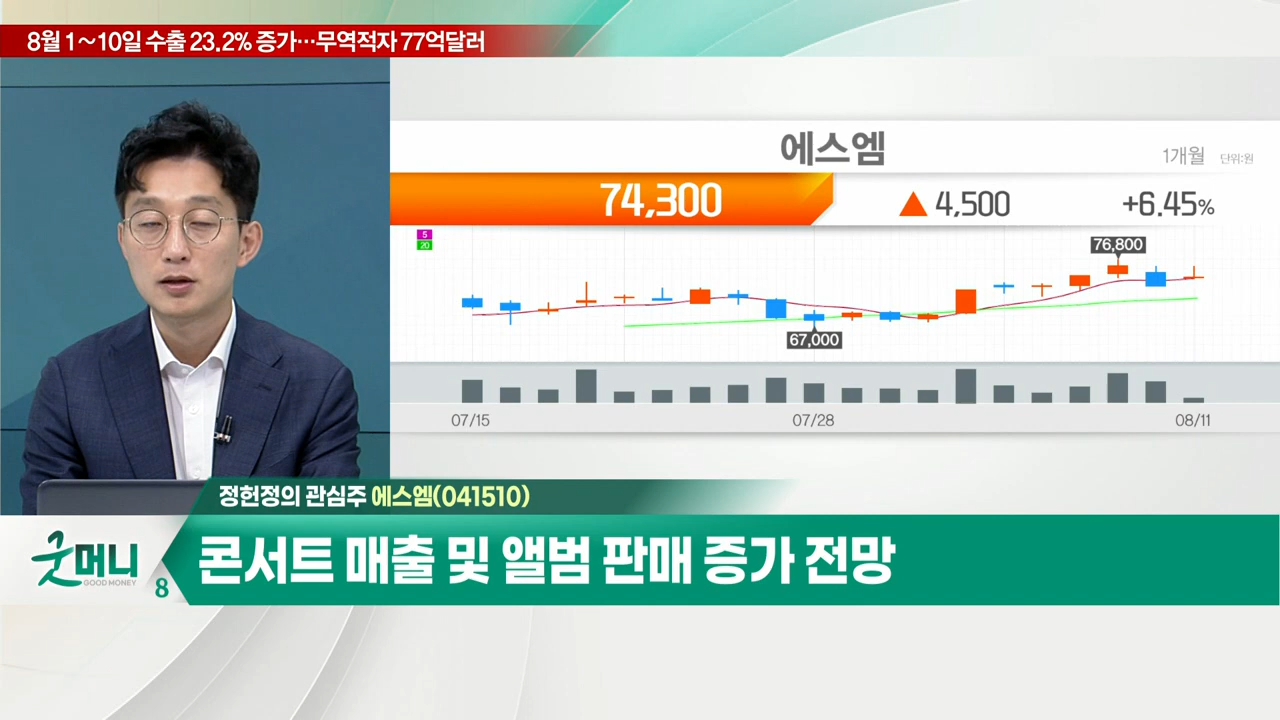 8월 1~10일 수출 23.2% 증가…무역적자 77억달러
에스엠
1개월 단위:원
74,300 ▲ 4,500 +6.45%
5
20
76,800
67,000
07/15 07/28 08/11
정헌정의 관심주 에스엠(041510)
굿머니
GOOD MONEY
8
콘서트 매출 및 앨범 판매 증가 전망